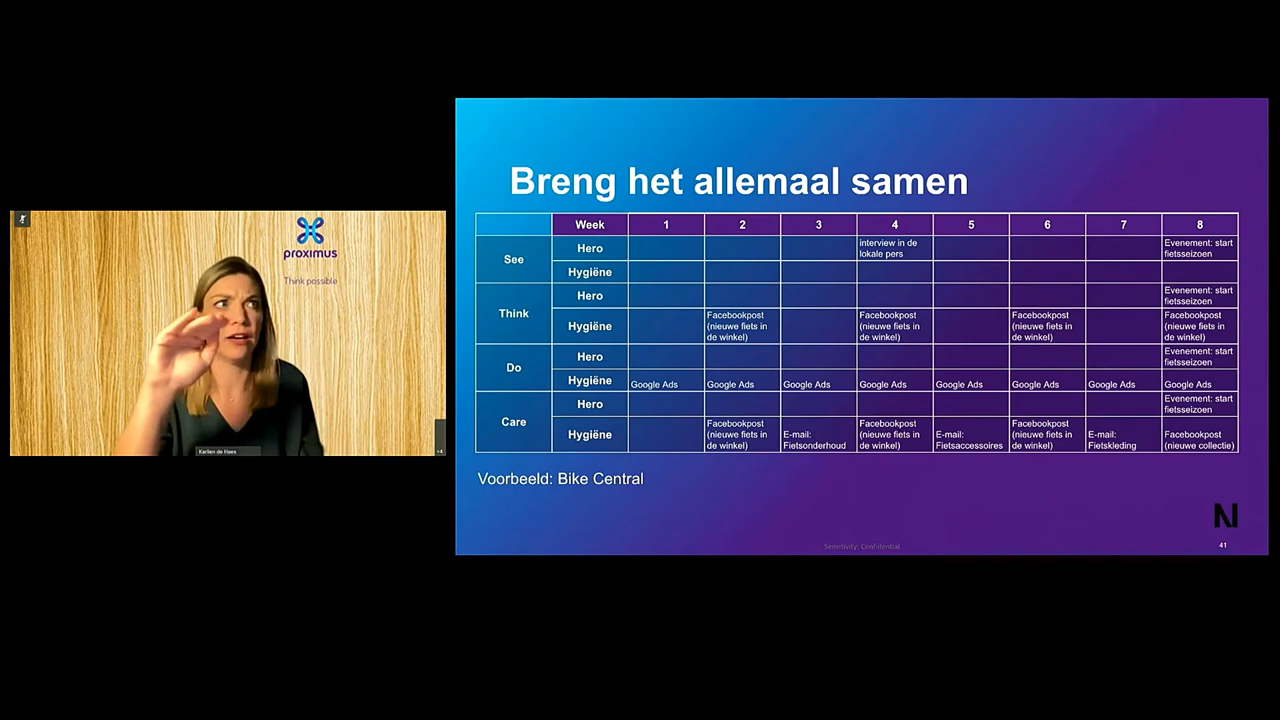 proximus
Think possible
Karlien de Haes
+4
Breng het allemaal samen
Week 1 2 3 4 5 6 7 8
See
Hero
interview in de
lokale pers
Evenement: start
fietsseizoen
Hygiëne
Think
Hero
Evenement: start
fietsseizoen
Hygiëne
Facebookpost
(nieuwe fiets in
de winkel)
Facebookpost
(nieuwe fiets in
de winkel)
Facebookpost
(nieuwe fiets in
de winkel)
Facebookpost
(nieuwe fiets in
de winkel)
Do
Hero
Evenement: start
fietsseizoen
Hygiëne
Google Ads Google Ads Google Ads Google Ads Google Ads Google Ads Google Ads Google Ads
Care
Hero
Evenement: start
fietsseizoen
Hygiëne
Facebookpost
(nieuwe fiets in
de winkel)
E-mail:
Fietsonderhoud
Facebookpost
(nieuwe fiets in
de winkel)
E-mail:
Fietsaccessoires
Facebookpost
(nieuwe fiets in
de winkel)
E-mail:
Fietskleding
Facebookpost
(nieuwe collectie)
Voorbeeld: Bike Central
N
Sensitivity: Confidential
41